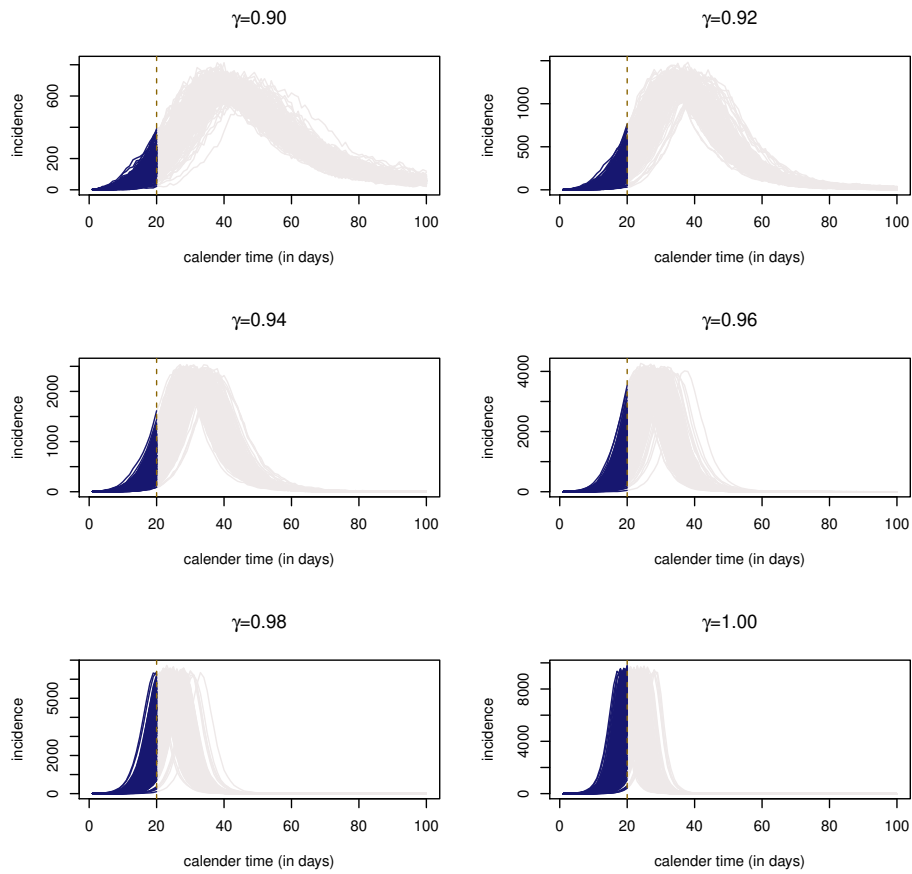 γ=0.90
incidence
0 200 600
0 20 40 60 80 100
calender time (in days)
γ=0.92
incidence
0 500 1000
0 20 40 60 80 100
calender time (in days)
γ=0.94
incidence
0 1000 2000
0 20 40 60 80 100
calender time (in days)
γ=0.96
incidence
0 2000 4000
0 20 40 60 80 100
calender time (in days)
γ=0.98
incidence
0 2000 5000
0 20 40 60 80 100
calender time (in days)
γ=1.00
incidence
0 4000 8000
0 20 40 60 80 100
calender time (in days)